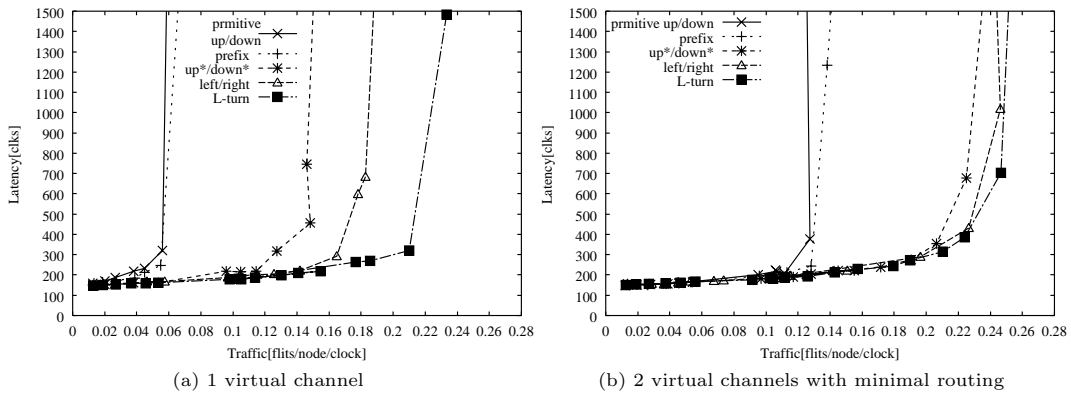 1500
1400
1300
1200
1100
1000
900
800
700
600
500
400
300
200
100
0
Latency[clks]
prmitive
up/down
prefix
up*/down*
left/right
L-turn
0 0.02 0.04 0.06 0.08 0.1 0.12 0.14 0.16 0.18 0.2 0.22 0.24 0.26 0.28
Traffic[flits/node/clock]
(a) 1 virtual channel
1500
1400
1300
1200
1100
1000
900
800
700
600
500
400
300
200
100
0
Latency[clks]
prmitive up/down
prefix
up*/down*
left/right
L-turn
0 0.02 0.04 0.06 0.08 0.1 0.12 0.14 0.16 0.18 0.2 0.22 0.24 0.26 0.28
Traffic[flits/node/clock]
(b) 2 virtual channels with minimal routing